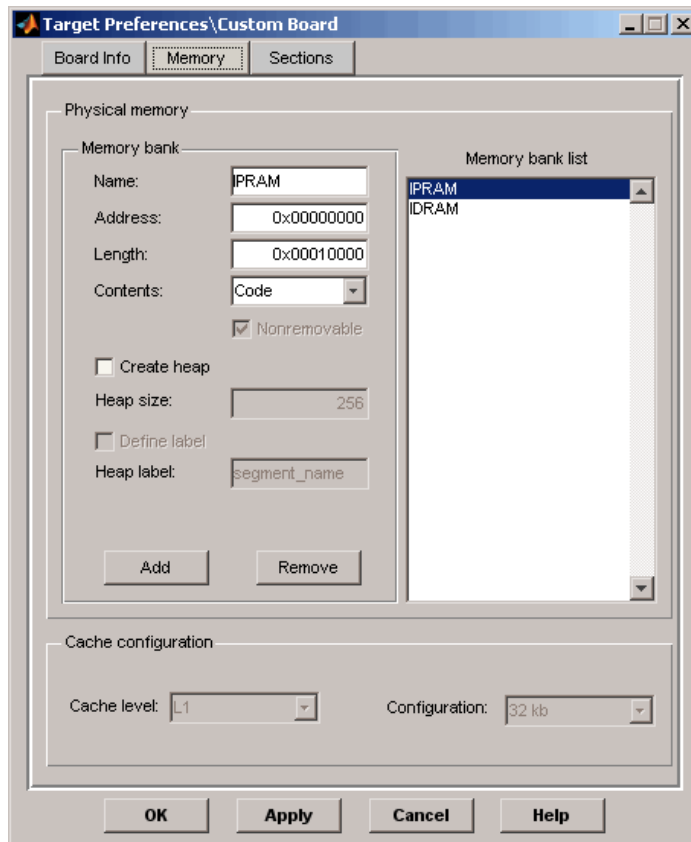 Target Preferences\Custom Board
Board Info
Memory
Sections
Physical memory
Memory bank
Name:
IPRAM
Address:
0x00000000
Length:
0x00010000
Contents:
Code
Nonremovable
Create heap
Heap size:
256
Define label
Heap label:
segment_name
Add
Remove
Memory bank list
IPRAM
IDRAM
Cache configuration
Cache level:
L1
Configuration:
32 kb
OK
Apply
Cancel
Help